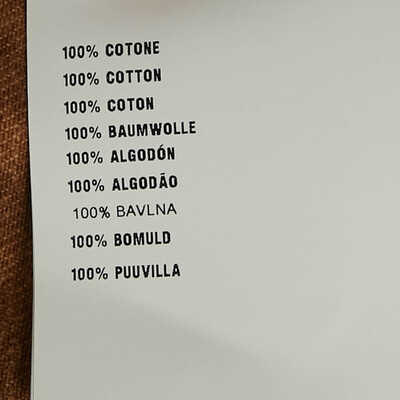 100% COTONE
100% COTTON
100% COTON
100% BAUMWOLLE
100% ALGODÓN
100% ALGODÃO
100% BAVLNA
100% BOMULD
100% PUUVILLA